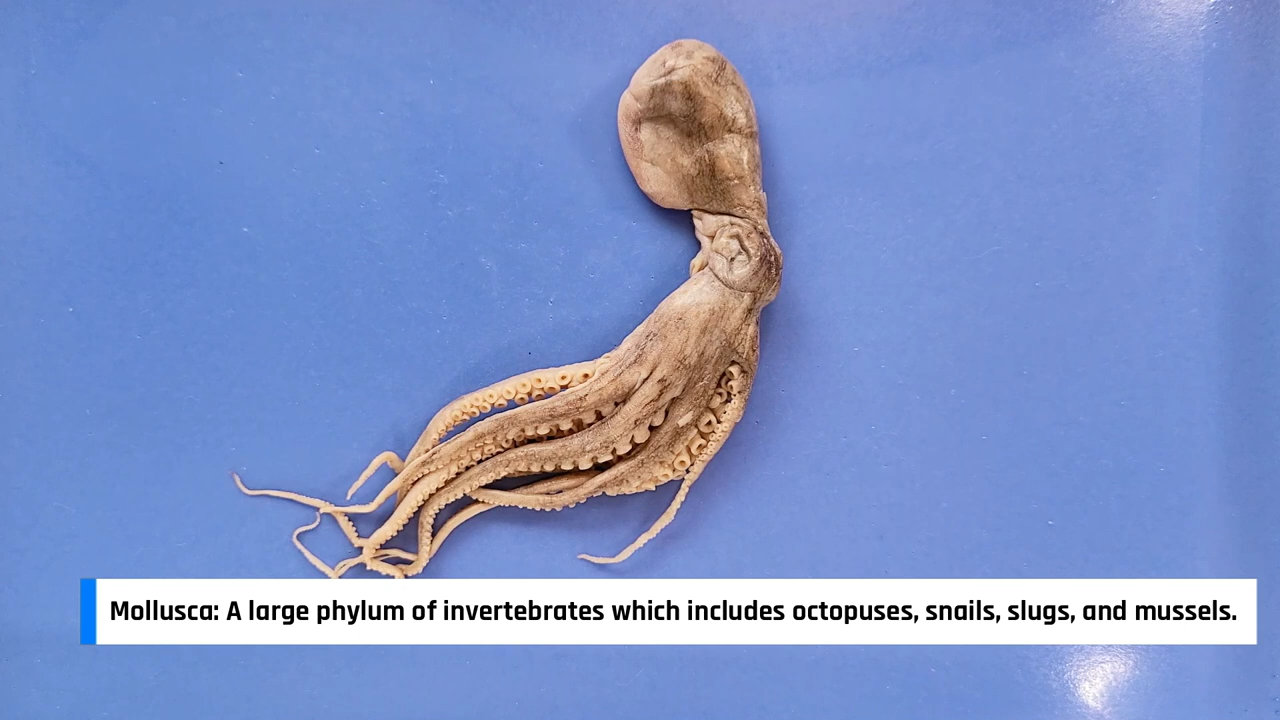 Mollusca: A large phylum of invertebrates which includes octopuses, snails, slugs, and mussels.